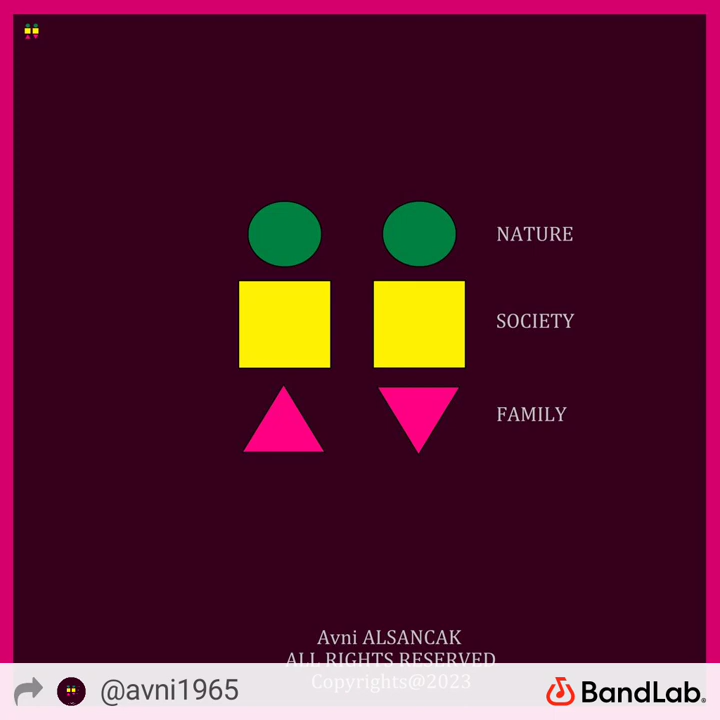 NATURE
SOCIETY
FAMILY
Avni ALSANCAK
ALL RIGHTS RESERVED
Copyrights@2023
@avni1965
BandLab®